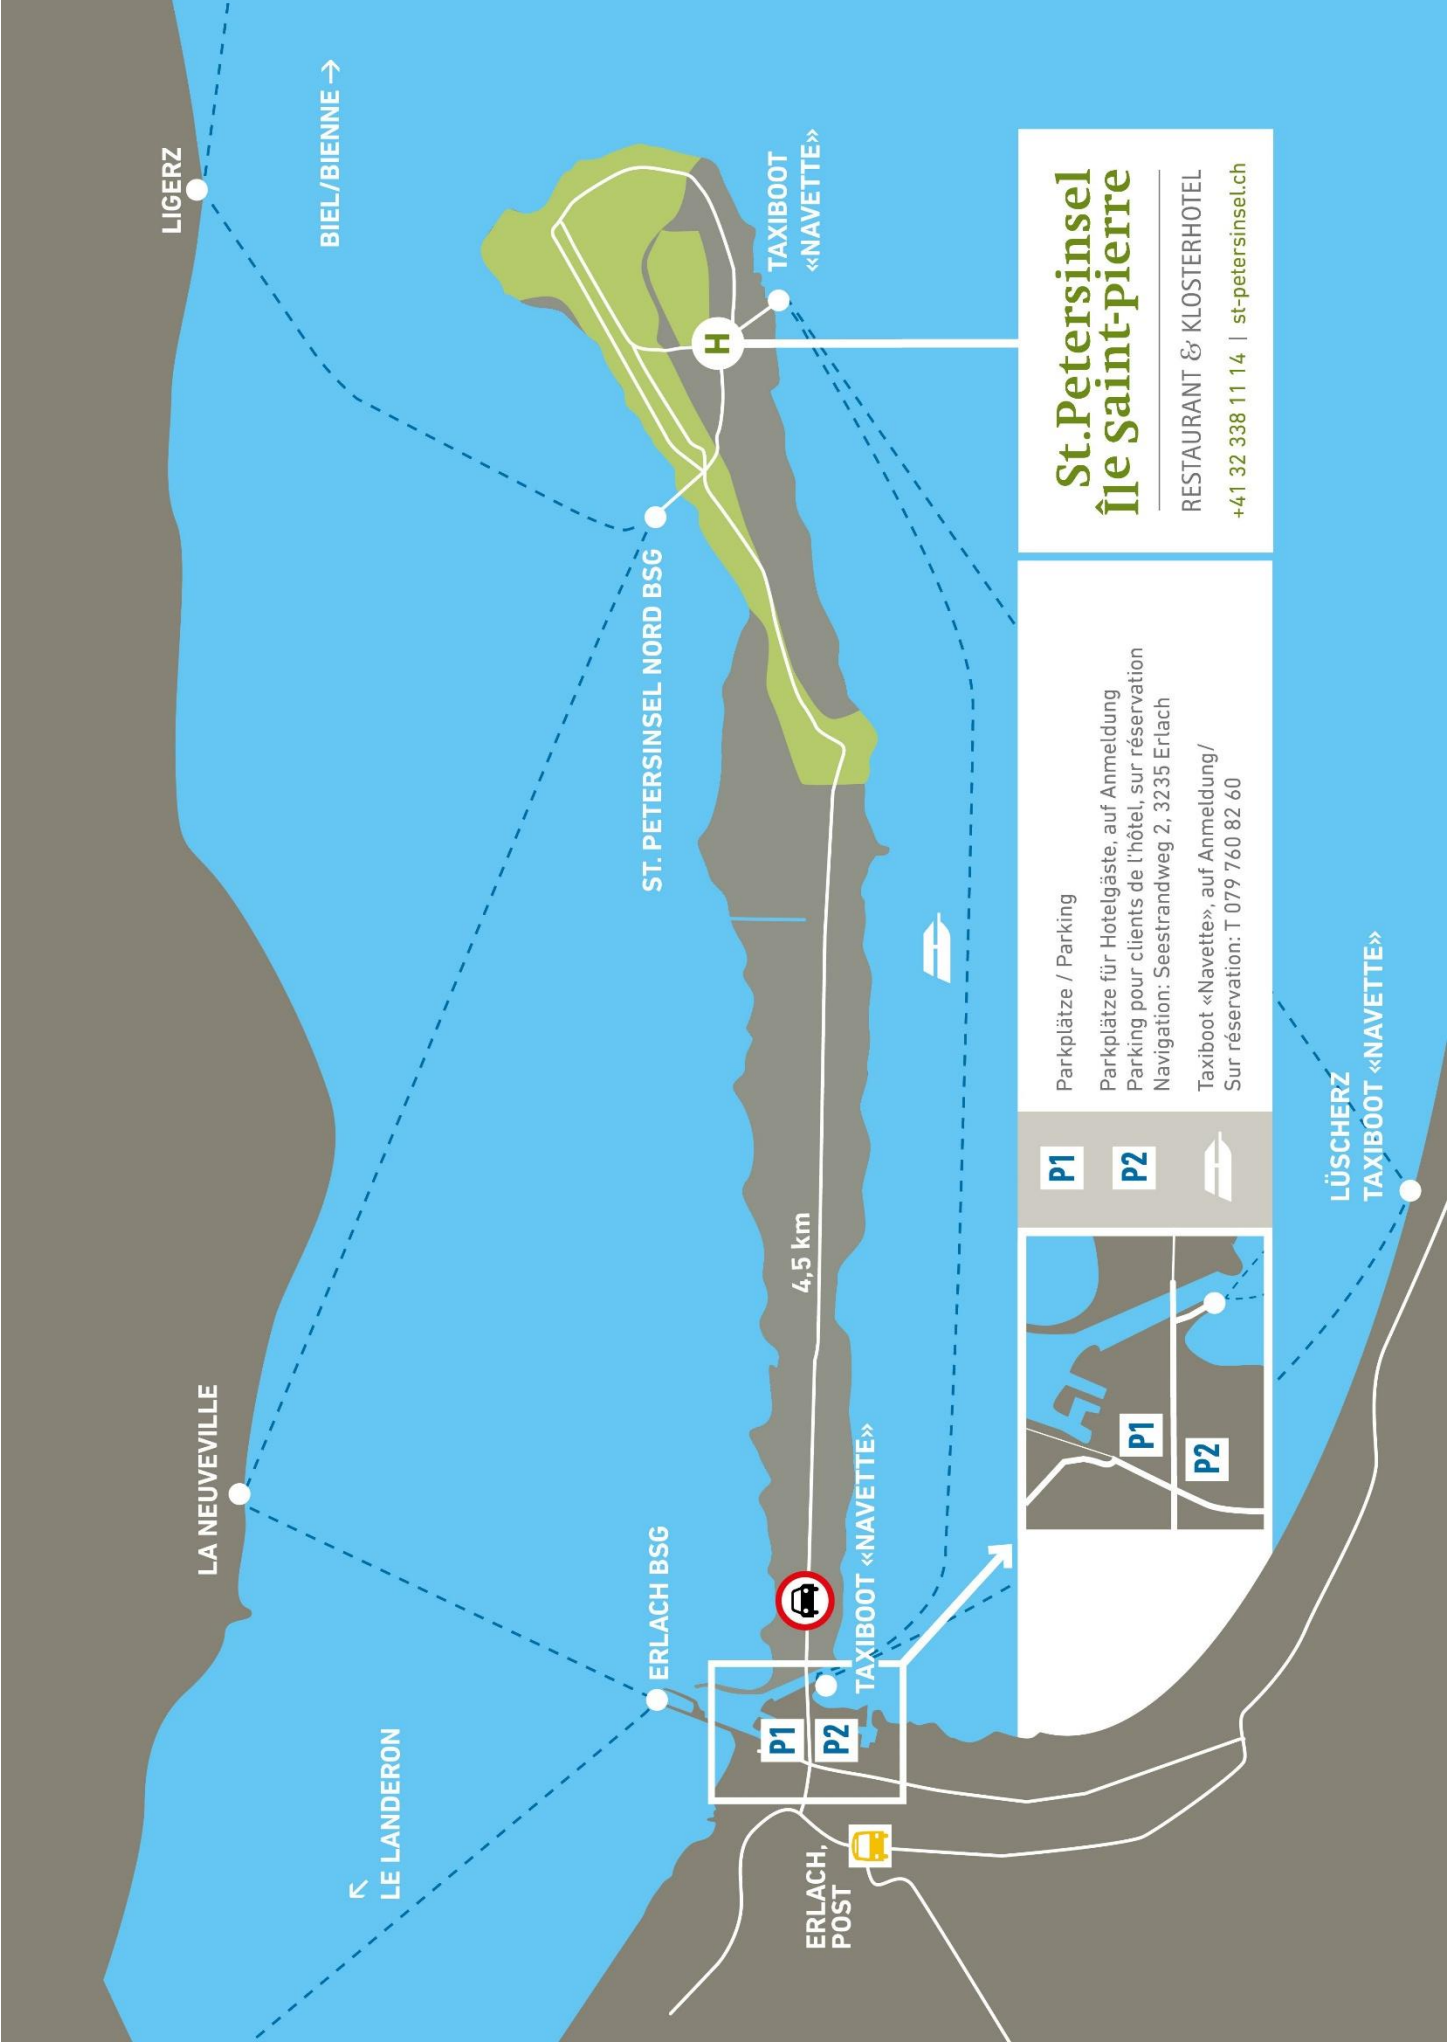 LIGERZ
BIEL/BIENNE →
LA NEUVEVILLE
↖
LE LANDERON
ST. PETERSINSEL NORD BSG
ERLACH BSG
TAXIBOOT
«NAVETTE»
H
4,5 km
P1
P2
TAXIBOOT «NAVETTE»
ERLACH,
POST
P1
P2
P1
P2
Parkplätze / Parking
Parkplätze für Hotelgäste, auf Anmeldung
Parking pour clients de l'hôtel, sur réservation
Navigation: Seestrandweg 2, 3235 Erlach
Taxiboot «Navette», auf Anmeldung/
Sur réservation: T 079 760 82 60
St.Petersinsel
Île Saint-Pierre
RESTAURANT & KLOSTERHOTEL
+41 32 338 11 14 | st-petersinsel.ch
LÜSCHERZ
TAXIBOOT «NAVETTE»